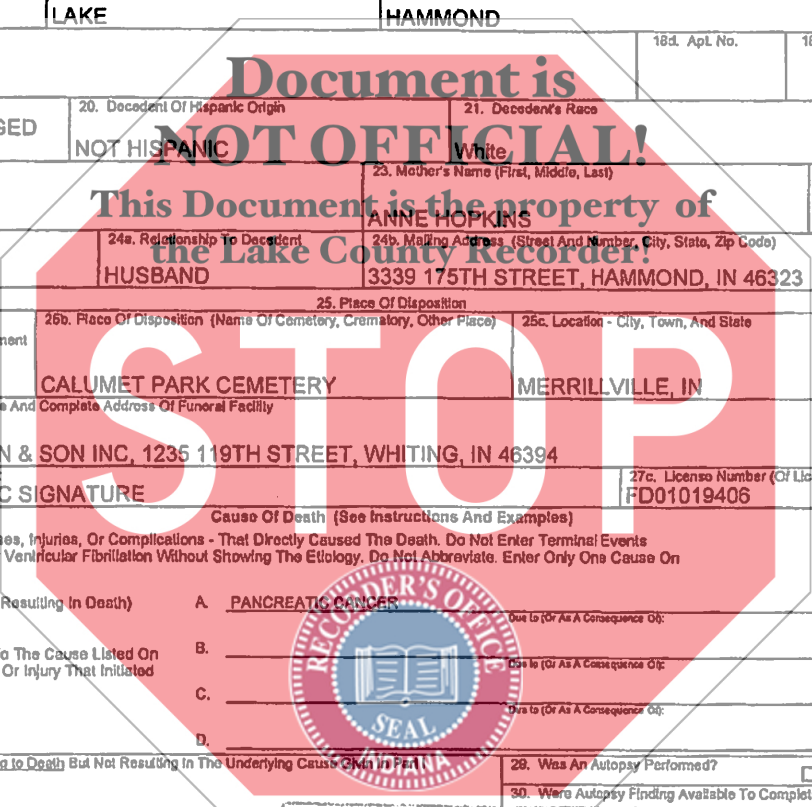 LAKE HAMMOND
18d. Apt. No. 18
Document is
20. Decedent Of Hispanic Origin 21. Decedent's Race
GED NOT HISPANIC White
NOT OFFICIAL!
23. Mother's Name (First, Middle, Last)
This Document is the property of
ANNE HOPKINS
24a. Relationship To Decedent 24b. Mailing Address (Street And Number, City, State, Zip Code)
the Lake County Recorder!
HUSBAND 3339 175TH STREET, HAMMOND, IN 46323
25. Place Of Disposition
25b. Place Of Disposition (Name Of Cemetery, Crematory, Other Place) 25c. Location - City, Town, And State
ment
STOP
CALUMET PARK CEMETERY MERRILLVILLE, IN
e And Complete Address Of Funeral Facility
N & SON INC, 1235 119TH STREET, WHITING, IN 46394
27c. License Number (Of Lic
C SIGNATURE FD01019406
Cause Of Death (See Instructions And Examples)
ses, Injuries, Or Complications - That Directly Caused The Death. Do Not Enter Terminal Events
Ventricular Fibrillation Without Showing The Etiology. Do Not Abbreviate. Enter Only One Cause On
Resulting In Death) A. PANCREATIC CANCER
Due to (Or As A Consequence Of):
To The Cause Listed On B.
Due to (Or As A Consequence Of):
Or Injury That Initiated
C.
Due to (Or As A Consequence Of):
D.
RECORDER'S OFFICE
SEAL
INDIANA
g to Death But Not Resulting In The Underlying Cause Given In Part I 29. Was An Autopsy Performed?
30. Were Autopsy Finding Available To Complet